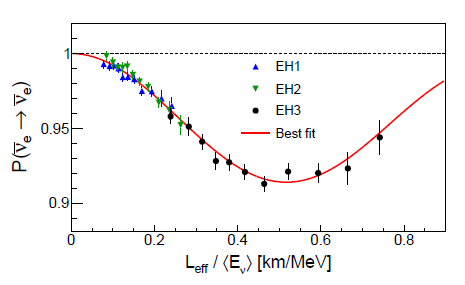 1
0.95
0.9
P(ν̅e → ν̅e)
EH1
EH2
EH3
Best fit
0 0.2 0.4 0.6 0.8
Leff / ⟨Eν⟩ [km/MeV]